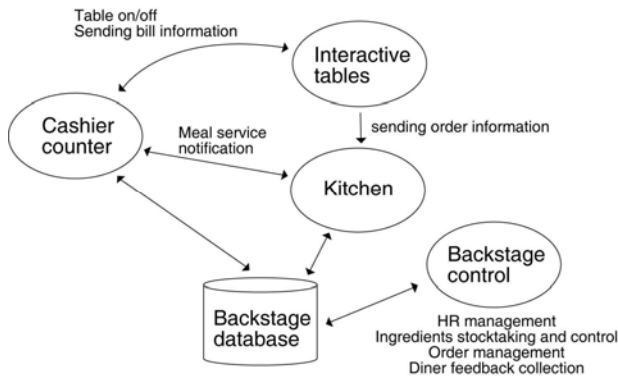 Table on/off
Sending bill information
Interactive
tables
Cashier
counter
Meal service
notification
sending order information
Kitchen
Backstage
control
Backstage
database
HR management
Ingredients stocktaking and control
Order management
Diner feedback collection